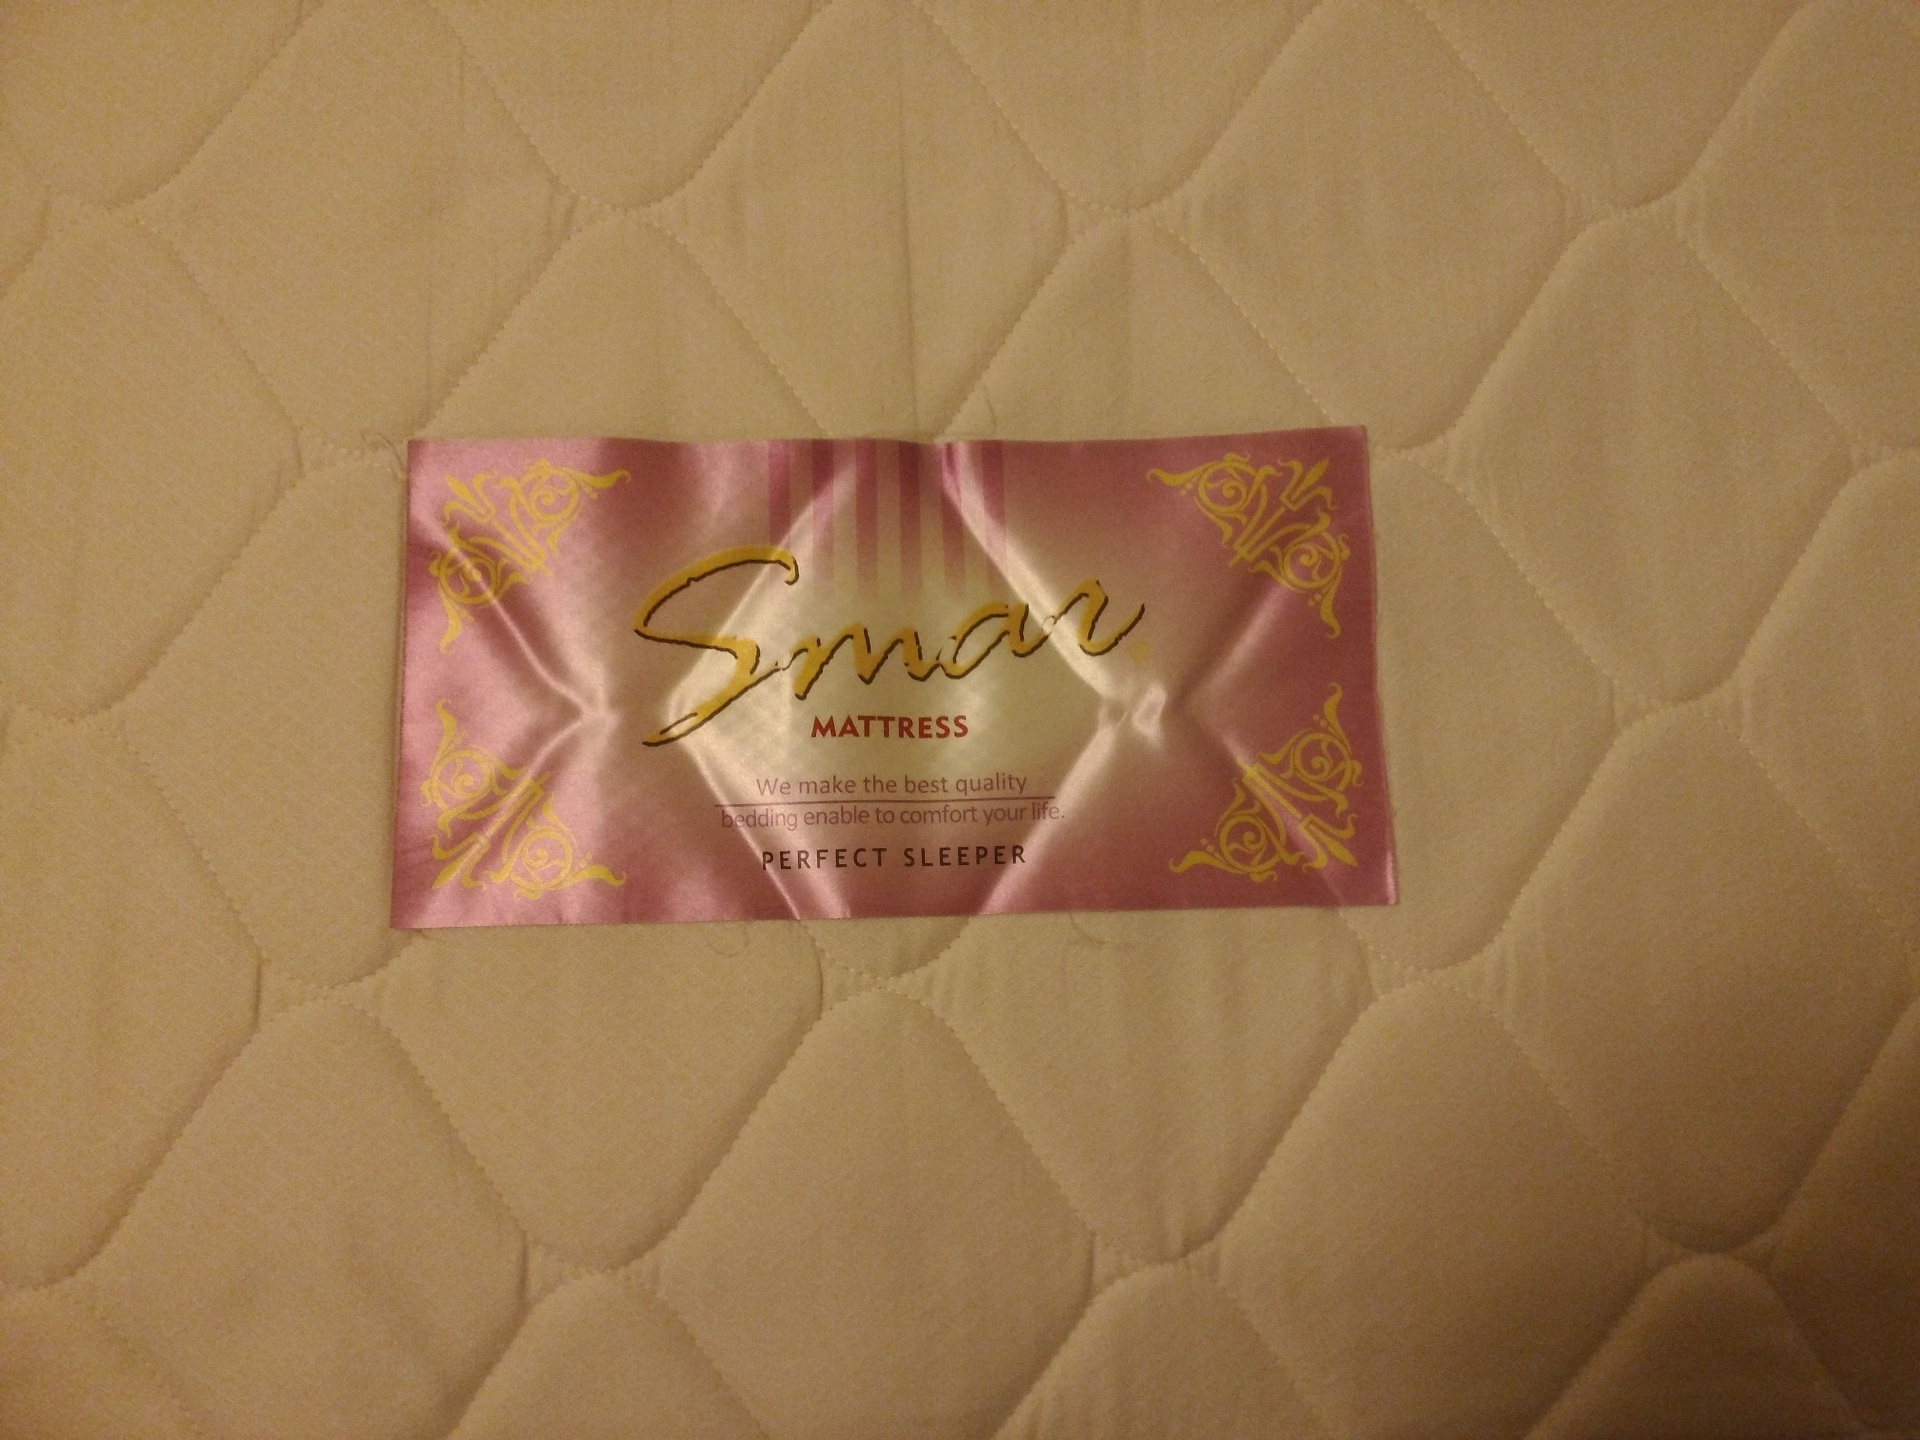 Smar
MATTRESS
We make the best quality
bedding enable to comfort your life.
PERFECT SLEEPER